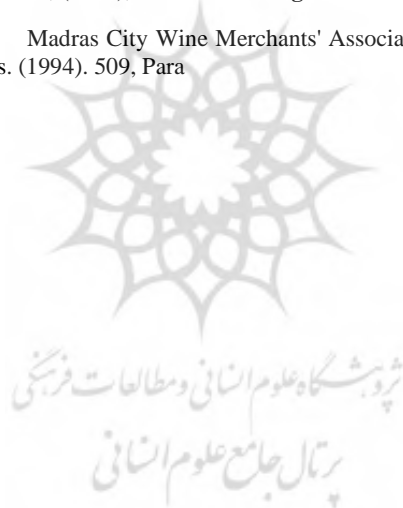 Madras City Wine Merchants' Associa
s. (1994). 509, Para
پژوهشگاه علوم انسانی و مطالعات فرهنگی
پرتال جامع علوم انسانی